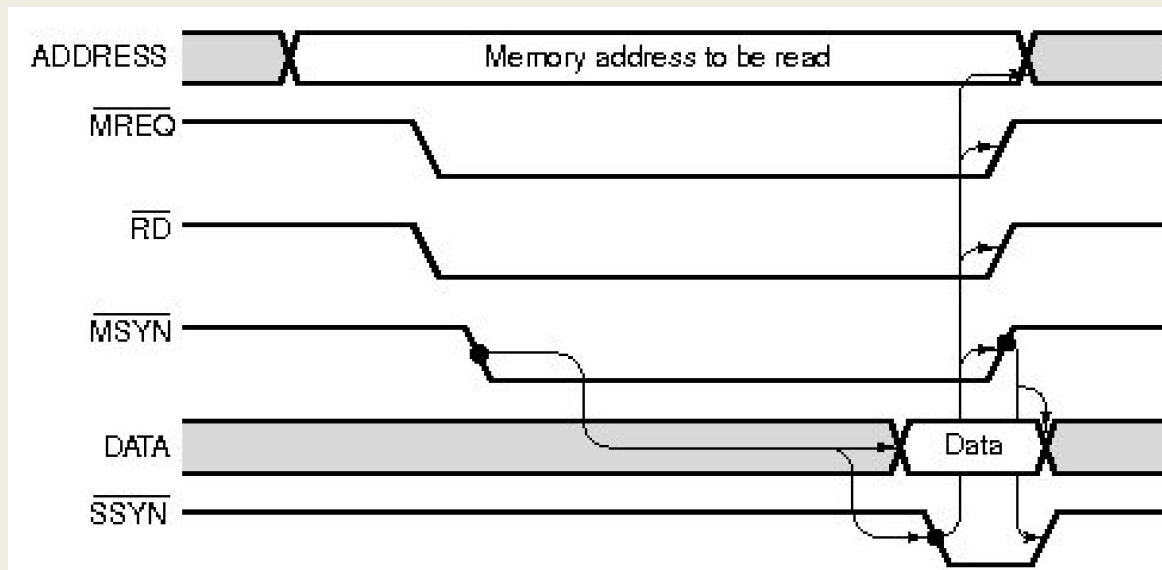 ADDRESS
Memory address to be read
MREQ
RD
MSYN
DATA
Data
SSYN